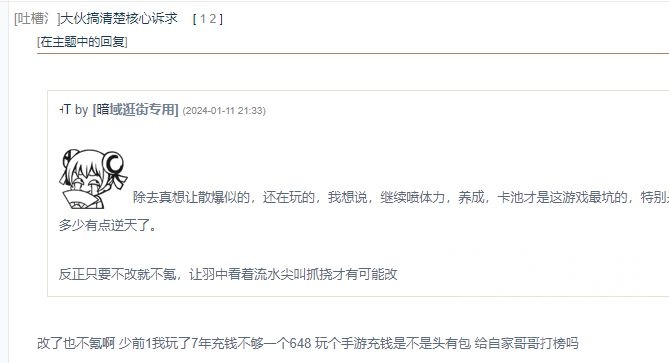 [吐槽氵]大伙搞清楚核心诉求 [ 1 2 ]
[在主题中的回复]
by [暗域逛街专用] (2024-01-11 21:33)
除去真想让散爆似的，还在玩的，我想说，继续喷体力，养成，卡池才是这游戏最坑的，特别
多少有点逆天了。
反正只要不改就不氪，让羽中看着流水尖叫抓挠才有可能改
改了也不氪啊 少前1我玩了7年充钱不够一个648 玩个手游充钱是不是头有包 给自家哥哥打榜吗